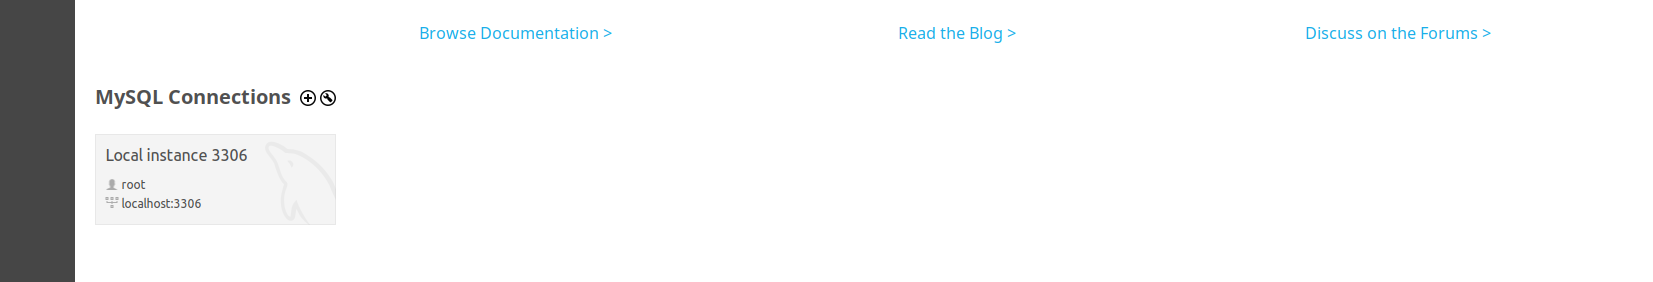 Browse Documentation >
Read the Blog >
Discuss on the Forums >
MySQL Connections
Local instance 3306
root
localhost:3306